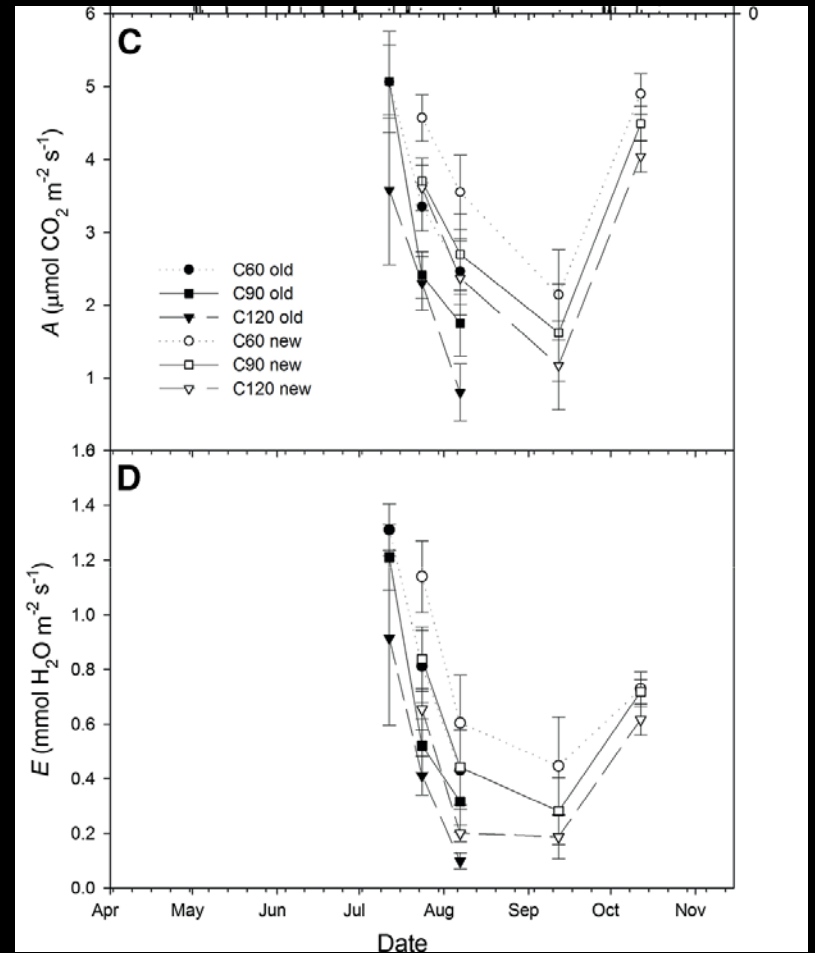 6 0
C
5
4
3
2
1
A (μmol CO₂ m⁻² s⁻¹)
C60 old
C90 old
C120 old
C60 new
C90 new
C120 new
D
1.4
1.2
1.0
0.8
0.6
0.4
0.2
0.0
E (mmol H₂O m⁻² s⁻¹)
Apr May Jun Jul Aug Sep Oct Nov
Date